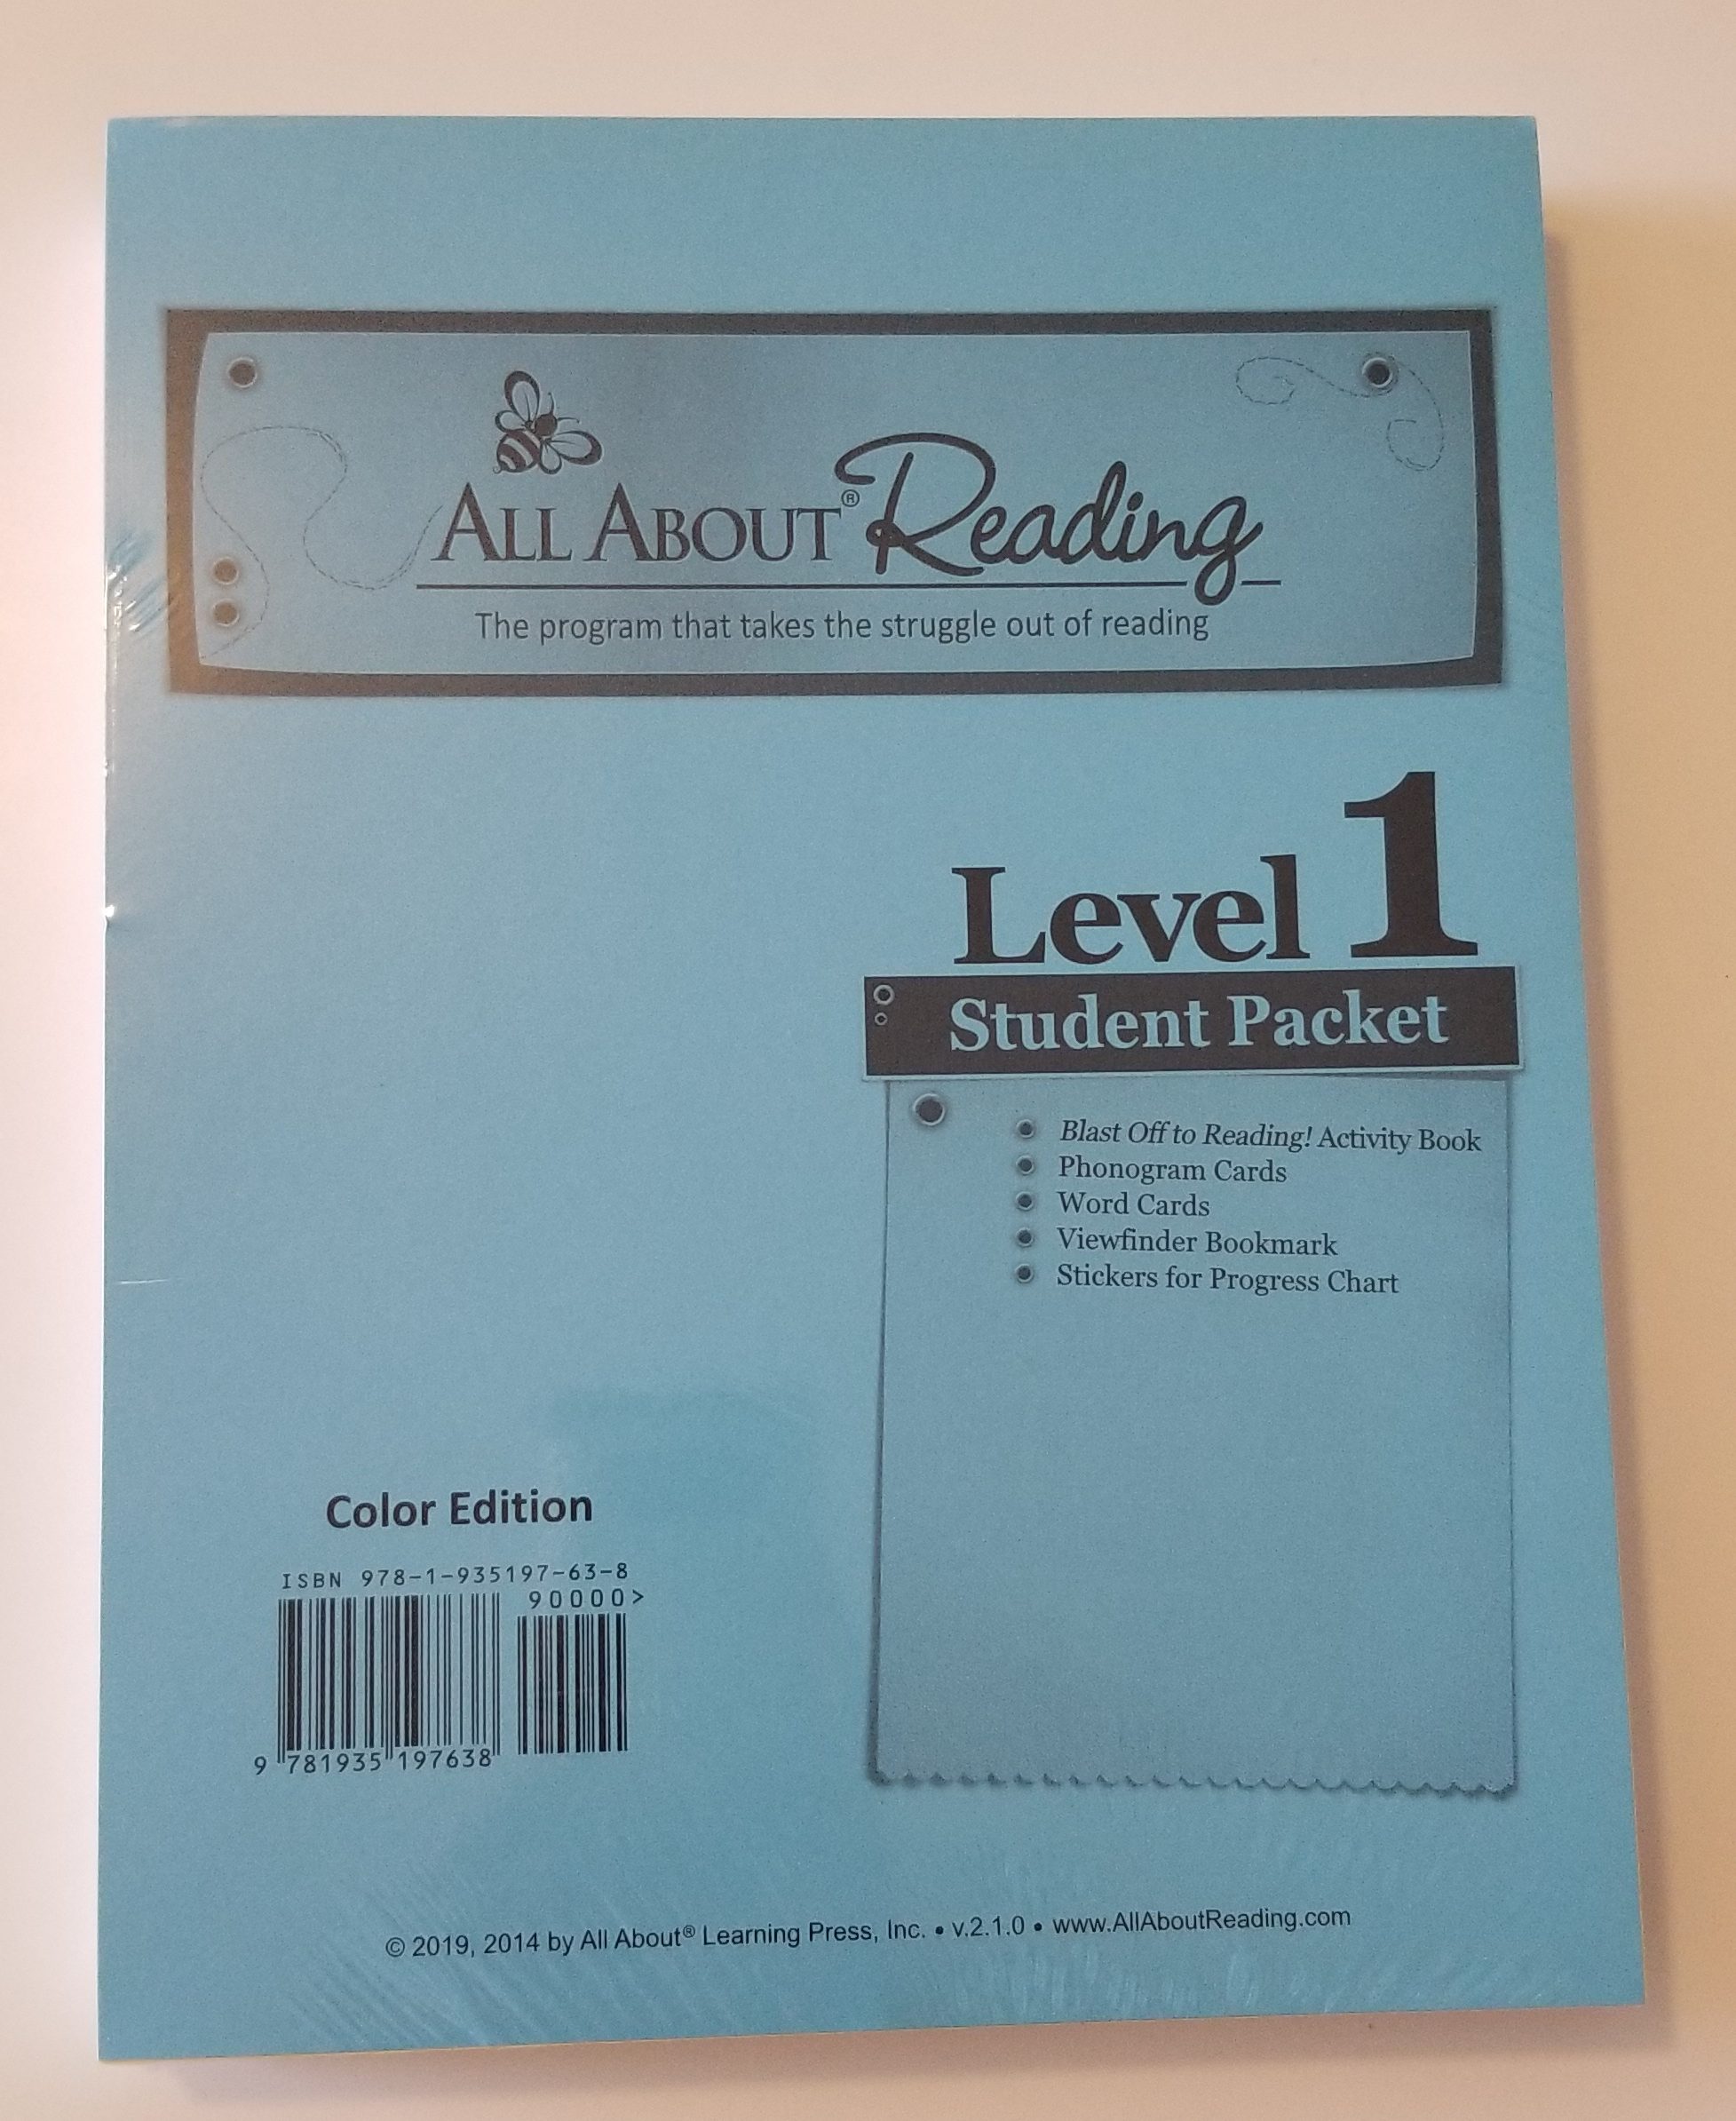 All About® Reading
The program that takes the struggle out of reading
Level 1
Student Packet
Blast Off to Reading! Activity Book
Phonogram Cards
Word Cards
Viewfinder Bookmark
Stickers for Progress Chart
Color Edition
ISBN 978-1-935197-63-8
90000>
9 781935 197638
© 2019, 2014 by All About® Learning Press, Inc. • v.2.1.0 • www.AllAboutReading.com